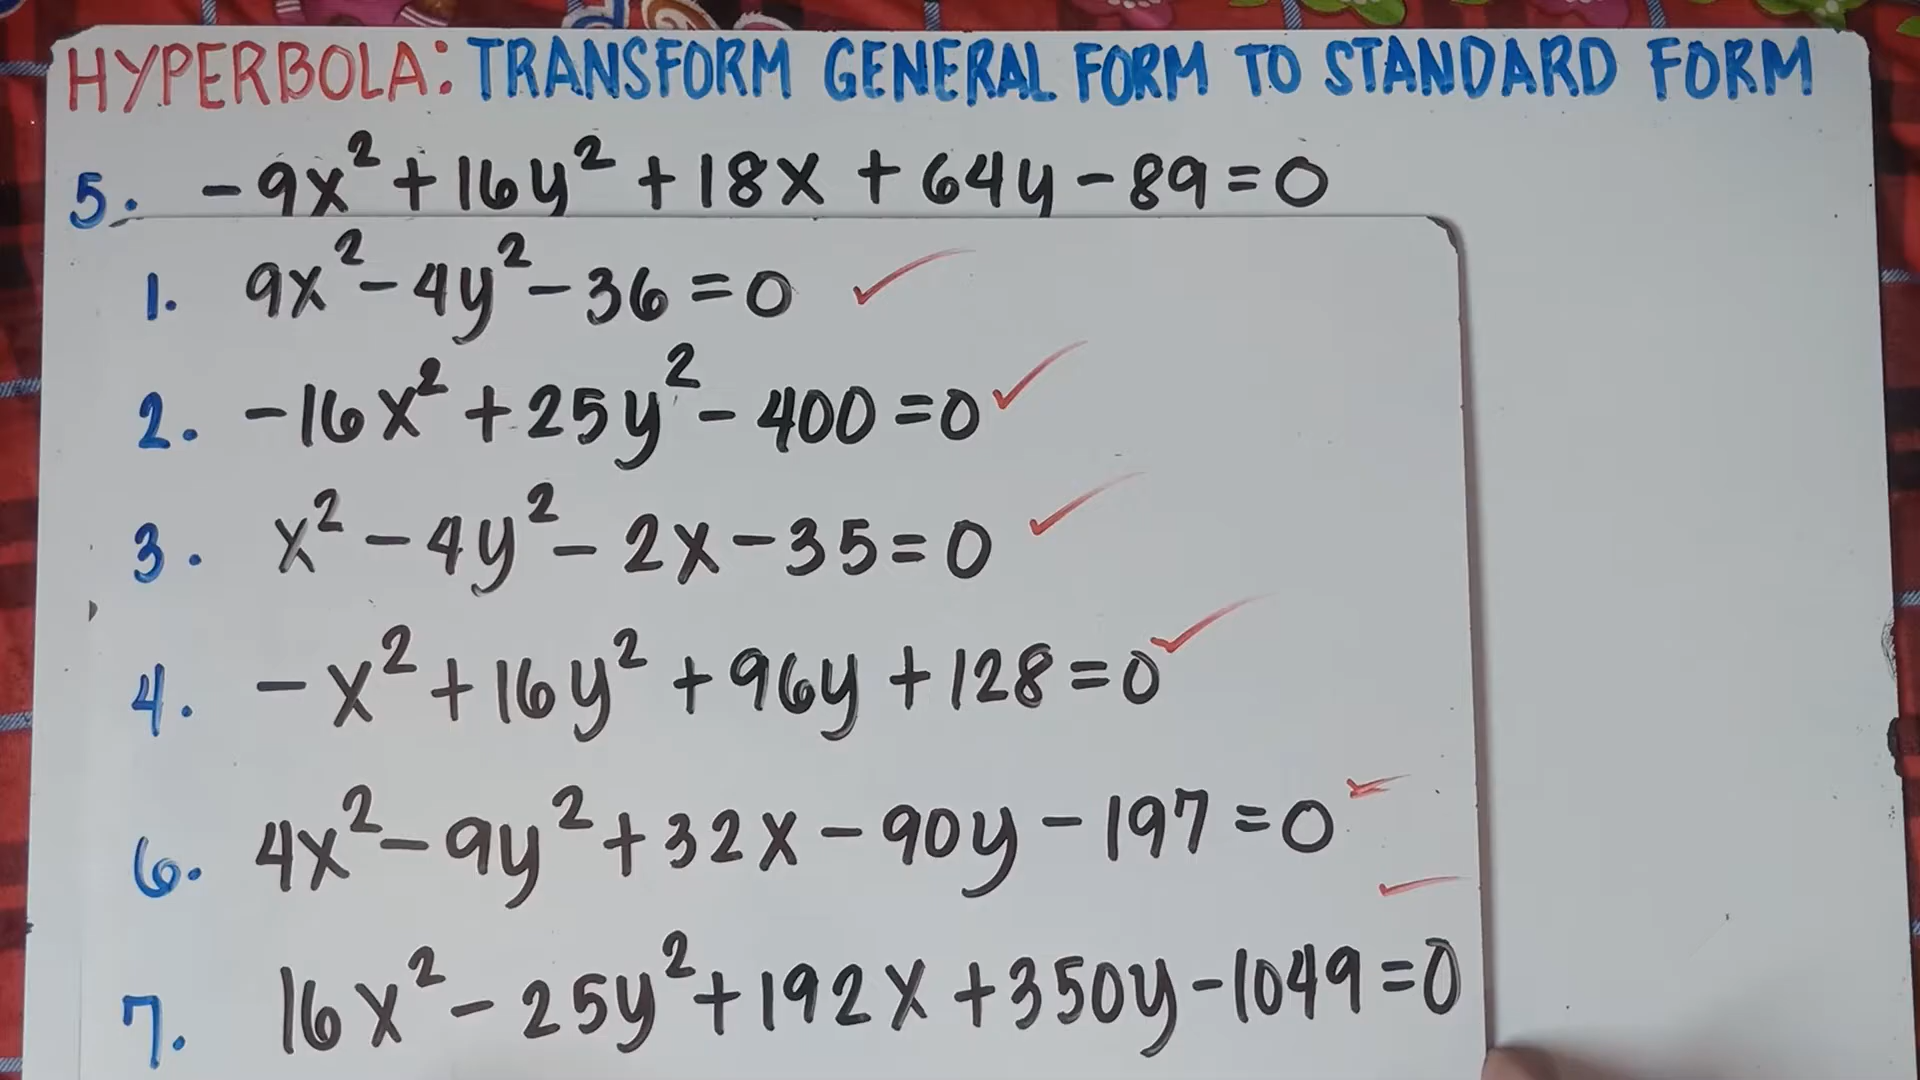 HYPERBOLA: TRANSFORM GENERAL FORM TO STANDARD FORM
5. -9x² + 16y² + 18x + 64y - 89 = 0
1. 9x² - 4y² - 36 = 0
2. -16x² + 25y² - 400 = 0
3. x² - 4y² - 2x - 35 = 0
4. -x² + 16y² + 96y + 128 = 0
6. 4x² - 9y² + 32x - 90y - 197 = 0
7. 16x² - 25y² + 192x + 350y - 1049 = 0